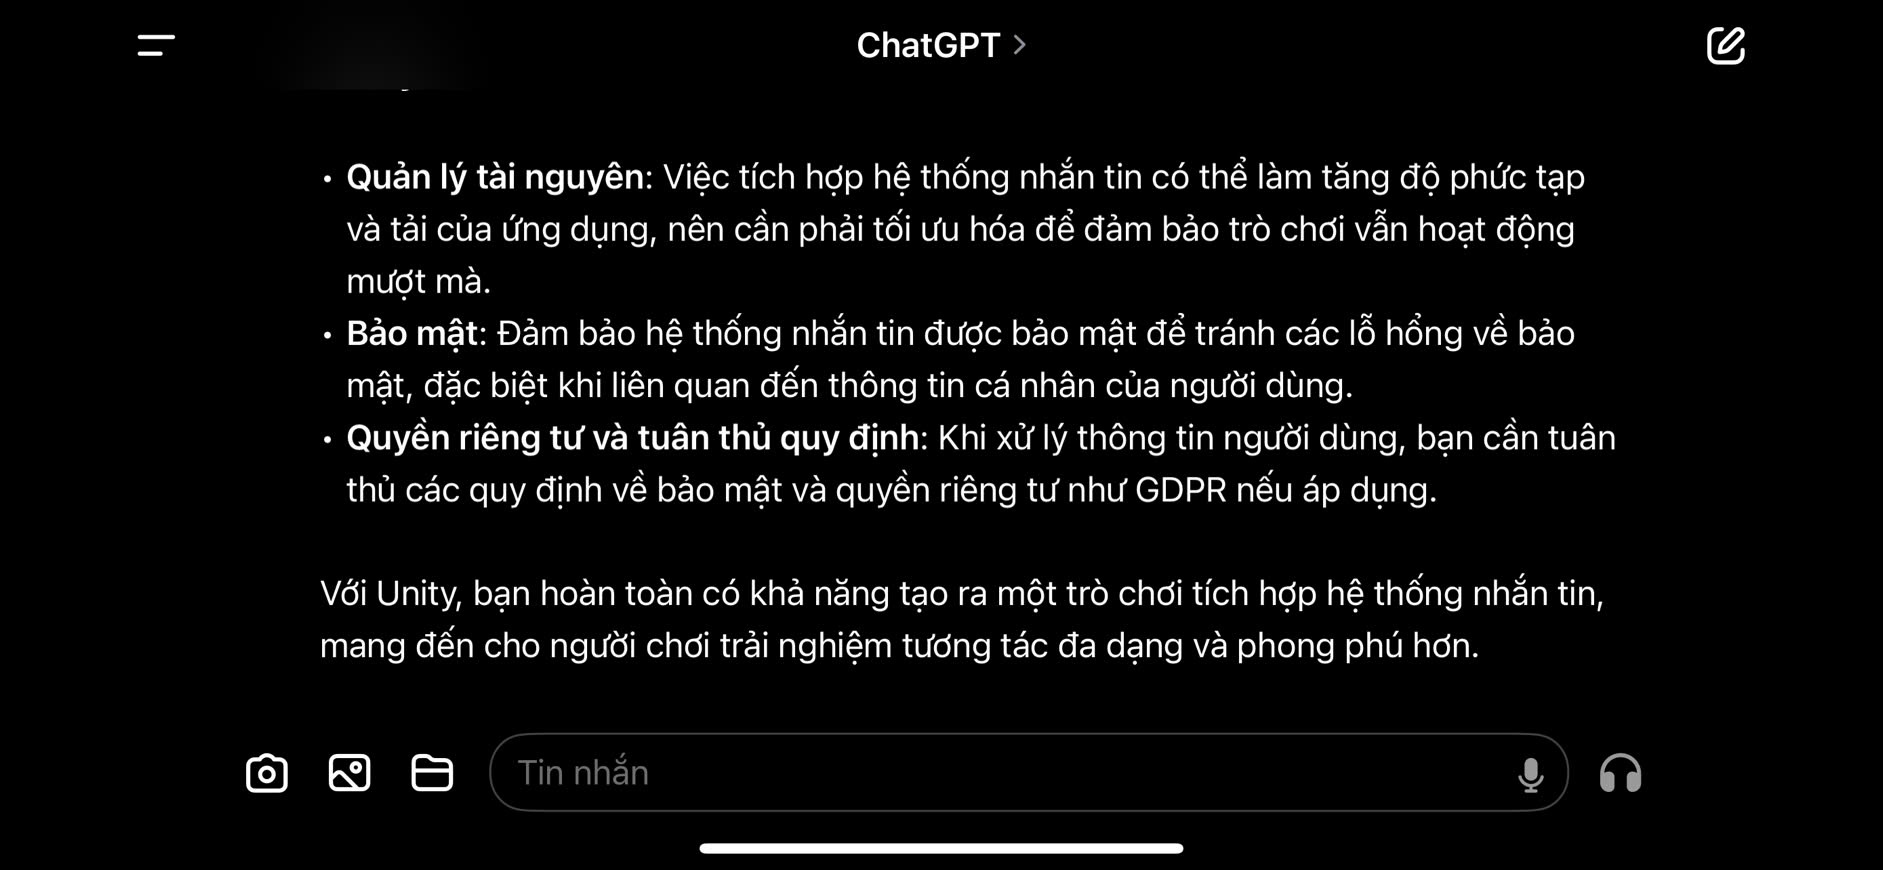 ChatGPT >
• Quản lý tài nguyên: Việc tích hợp hệ thống nhắn tin có thể làm tăng độ phức tạp
và tải của ứng dụng, nên cần phải tối ưu hóa để đảm bảo trò chơi vẫn hoạt động
mượt mà.
• Bảo mật: Đảm bảo hệ thống nhắn tin được bảo mật để tránh các lỗ hổng về bảo
mật, đặc biệt khi liên quan đến thông tin cá nhân của người dùng.
• Quyền riêng tư và tuân thủ quy định: Khi xử lý thông tin người dùng, bạn cần tuân
thủ các quy định về bảo mật và quyền riêng tư như GDPR nếu áp dụng.
Với Unity, bạn hoàn toàn có khả năng tạo ra một trò chơi tích hợp hệ thống nhắn tin,
mang đến cho người chơi trải nghiệm tương tác đa dạng và phong phú hơn.
Tin nhắn